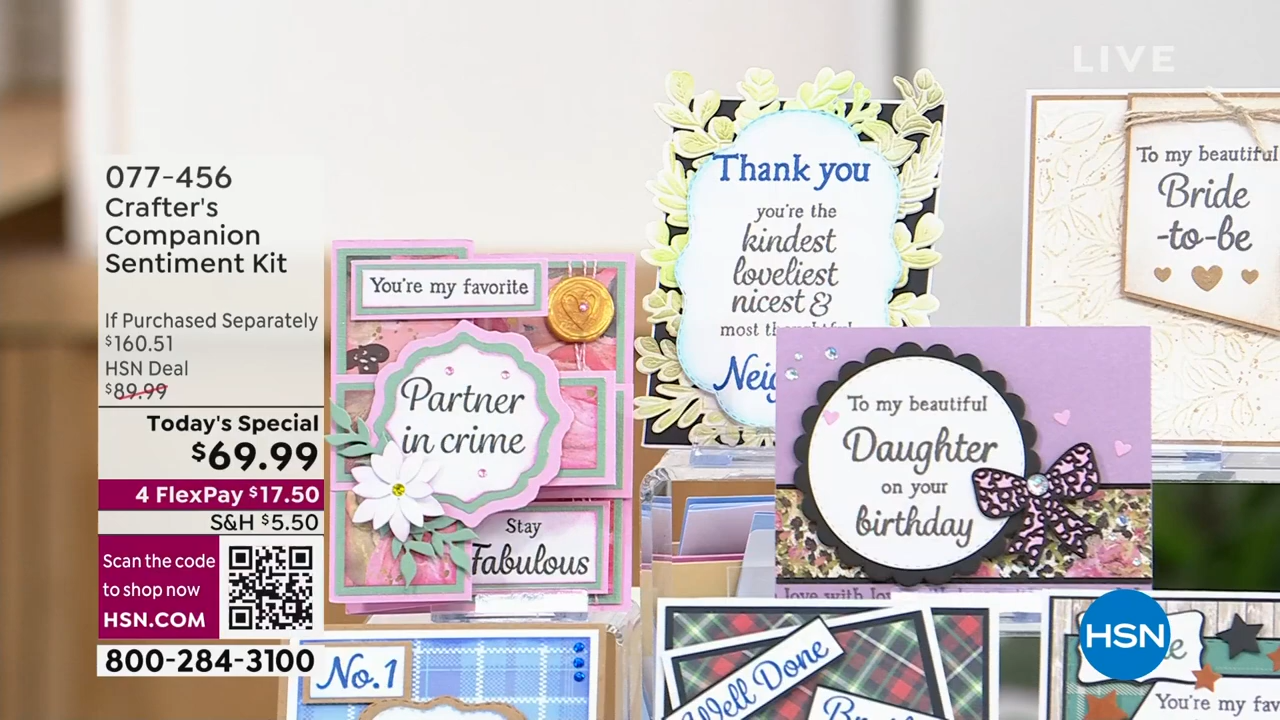 LIVE
077-456
Crafter's
Companion
Sentiment Kit
If Purchased Separately
$160.51
HSN Deal
$89.99
Today's Special
$69.99
4 FlexPay $17.50
S&H $5.50
Scan the code
to shop now
HSN.COM
800-284-3100
You're my favorite
Partner
in crime
Stay
Fabulous
Thank you
you're the
kindest
loveliest
nicest &
most
To my beautiful
Bride
-to-be
To my beautiful
Daughter
on your
birthday
No.1
Well Done
HSN
You're my